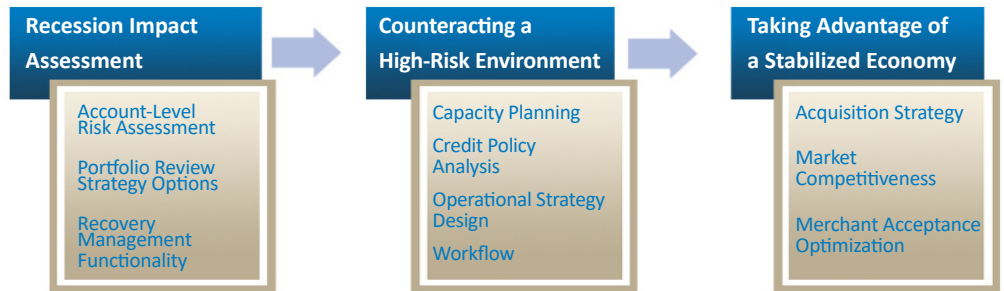 Recession Impact
Assessment
Account-Level
Risk Assessment
Portfolio Review
Strategy Options
Recovery
Management
Functionality
Counteracting a
High-Risk Environment
Capacity Planning
Credit Policy
Analysis
Operational Strategy
Design
Workflow
Taking Advantage of
a Stabilized Economy
Acquisition Strategy
Market
Competitiveness
Merchant Acceptance
Optimization